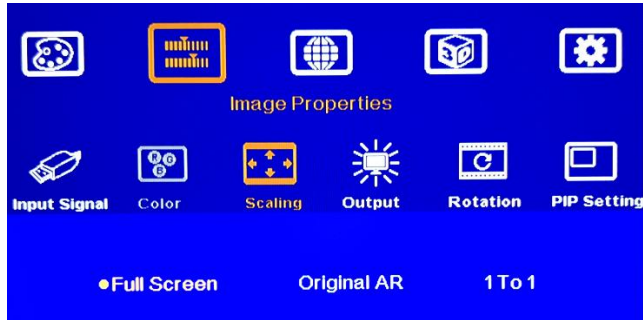 Image Properties
Input Signal Color Scaling Output Rotation PIP Setting
Full Screen Original AR 1 To 1